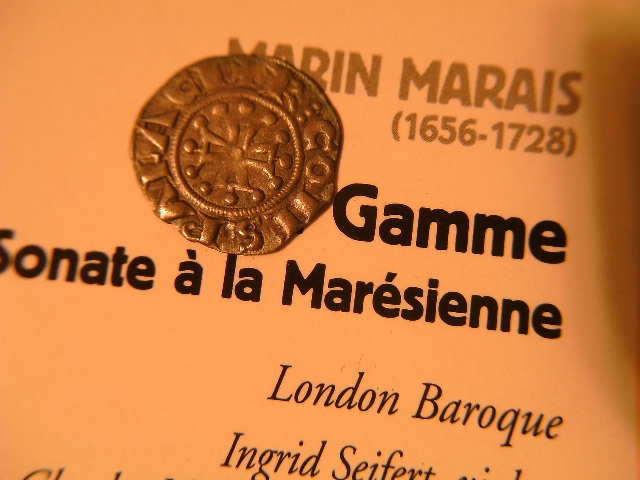 MARIN MARAIS
(1656-1728)
Gamme
Sonate à la Marésienne
London Baroque
Ingrid Seifert